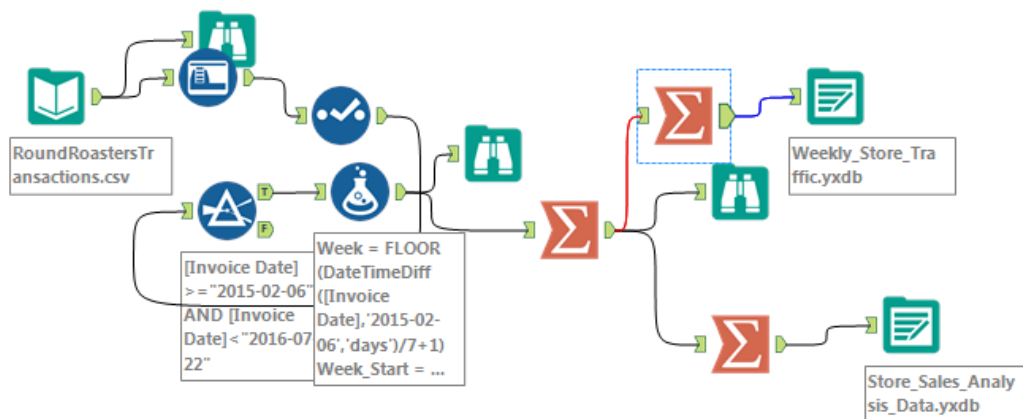 RoundRoastersTr
ansactions.csv
Weekly_Store_Tra
ffic.yxdb
T
F
[Invoice Date]
>="2015-02-06"
AND [Invoice
Date]<"2016-07
22"
Week = FLOOR
(DateTimeDiff
([Invoice
Date],'2015-02-
06','days')/7+1)
Week_Start = ...
Store_Sales_Analy
sis_Data.yxdb